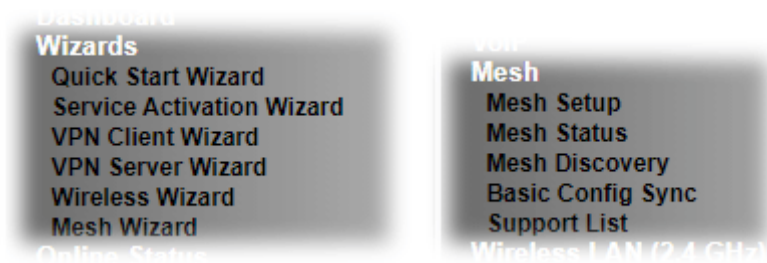 Dashboard
Wizards
Quick Start Wizard
Service Activation Wizard
VPN Client Wizard
VPN Server Wizard
Wireless Wizard
Mesh Wizard
Online Status
VoIP
Mesh
Mesh Setup
Mesh Status
Mesh Discovery
Basic Config Sync
Support List
Wireless LAN (2.4 GHz)